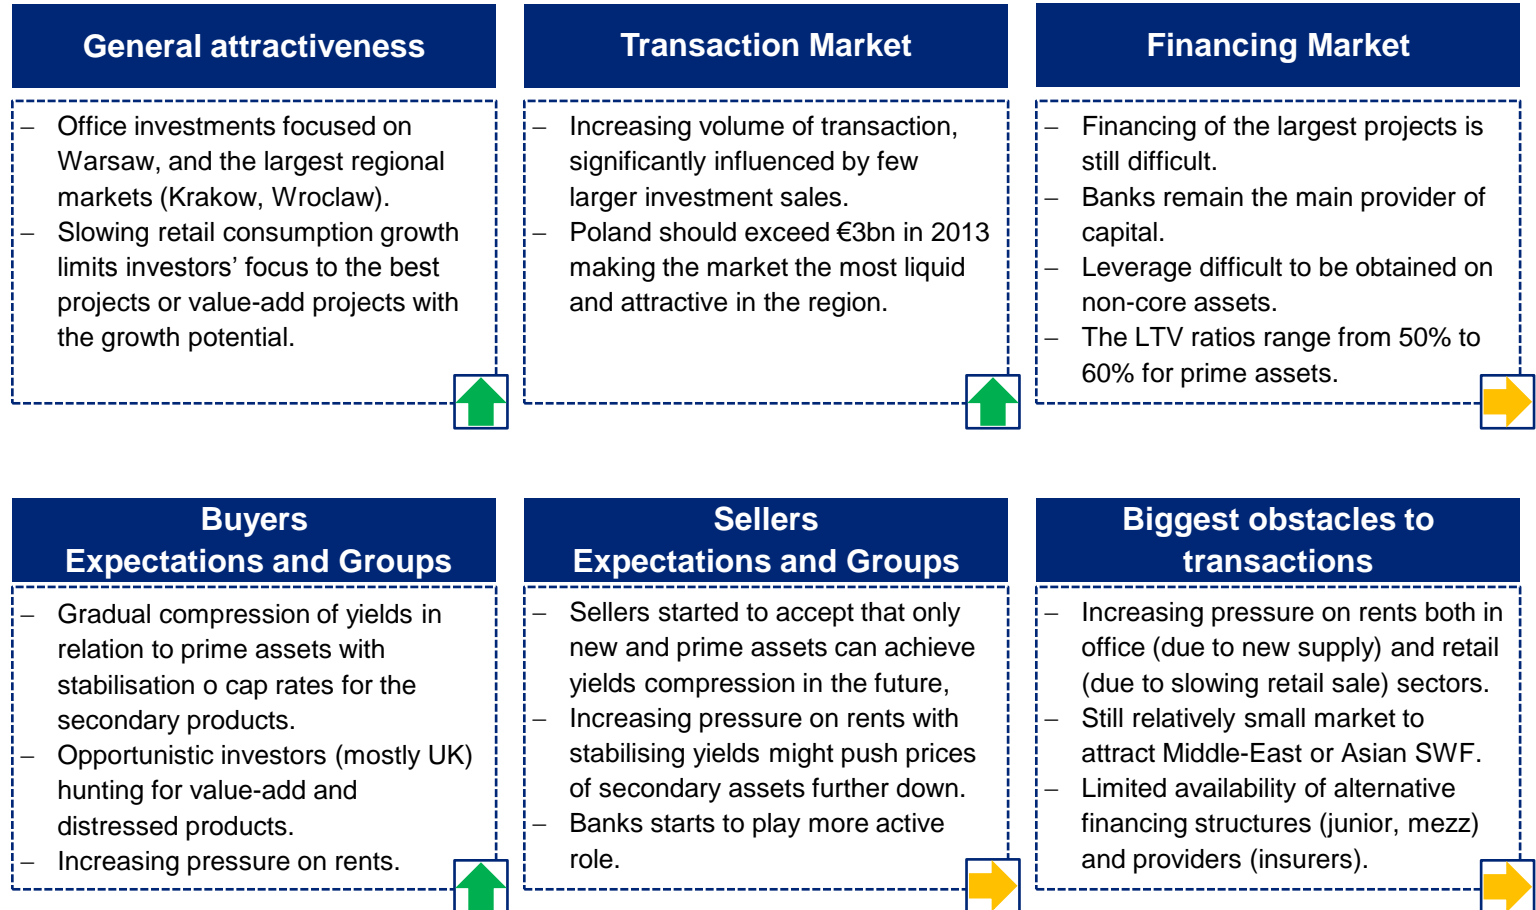 General attractiveness
– Office investments focused on
Warsaw, and the largest regional
markets (Krakow, Wroclaw).
– Slowing retail consumption growth
limits investors’ focus to the best
projects or value-add projects with
the growth potential.
Transaction Market
– Increasing volume of transaction,
significantly influenced by few
larger investment sales.
– Poland should exceed €3bn in 2013
making the market the most liquid
and attractive in the region.
Financing Market
– Financing of the largest projects is
still difficult.
– Banks remain the main provider of
capital.
– Leverage difficult to be obtained on
non-core assets.
– The LTV ratios range from 50% to
60% for prime assets.
Buyers
Expectations and Groups
– Gradual compression of yields in
relation to prime assets with
stabilisation o cap rates for the
secondary products.
– Opportunistic investors (mostly UK)
hunting for value-add and
distressed products.
– Increasing pressure on rents.
Sellers
Expectations and Groups
– Sellers started to accept that only
new and prime assets can achieve
yields compression in the future,
– Increasing pressure on rents with
stabilising yields might push prices
of secondary assets further down.
– Banks starts to play more active
role.
Biggest obstacles to
transactions
– Increasing pressure on rents both in
office (due to new supply) and retail
(due to slowing retail sale) sectors.
– Still relatively small market to
attract Middle-East or Asian SWF.
– Limited availability of alternative
financing structures (junior, mezz)
and providers (insurers).